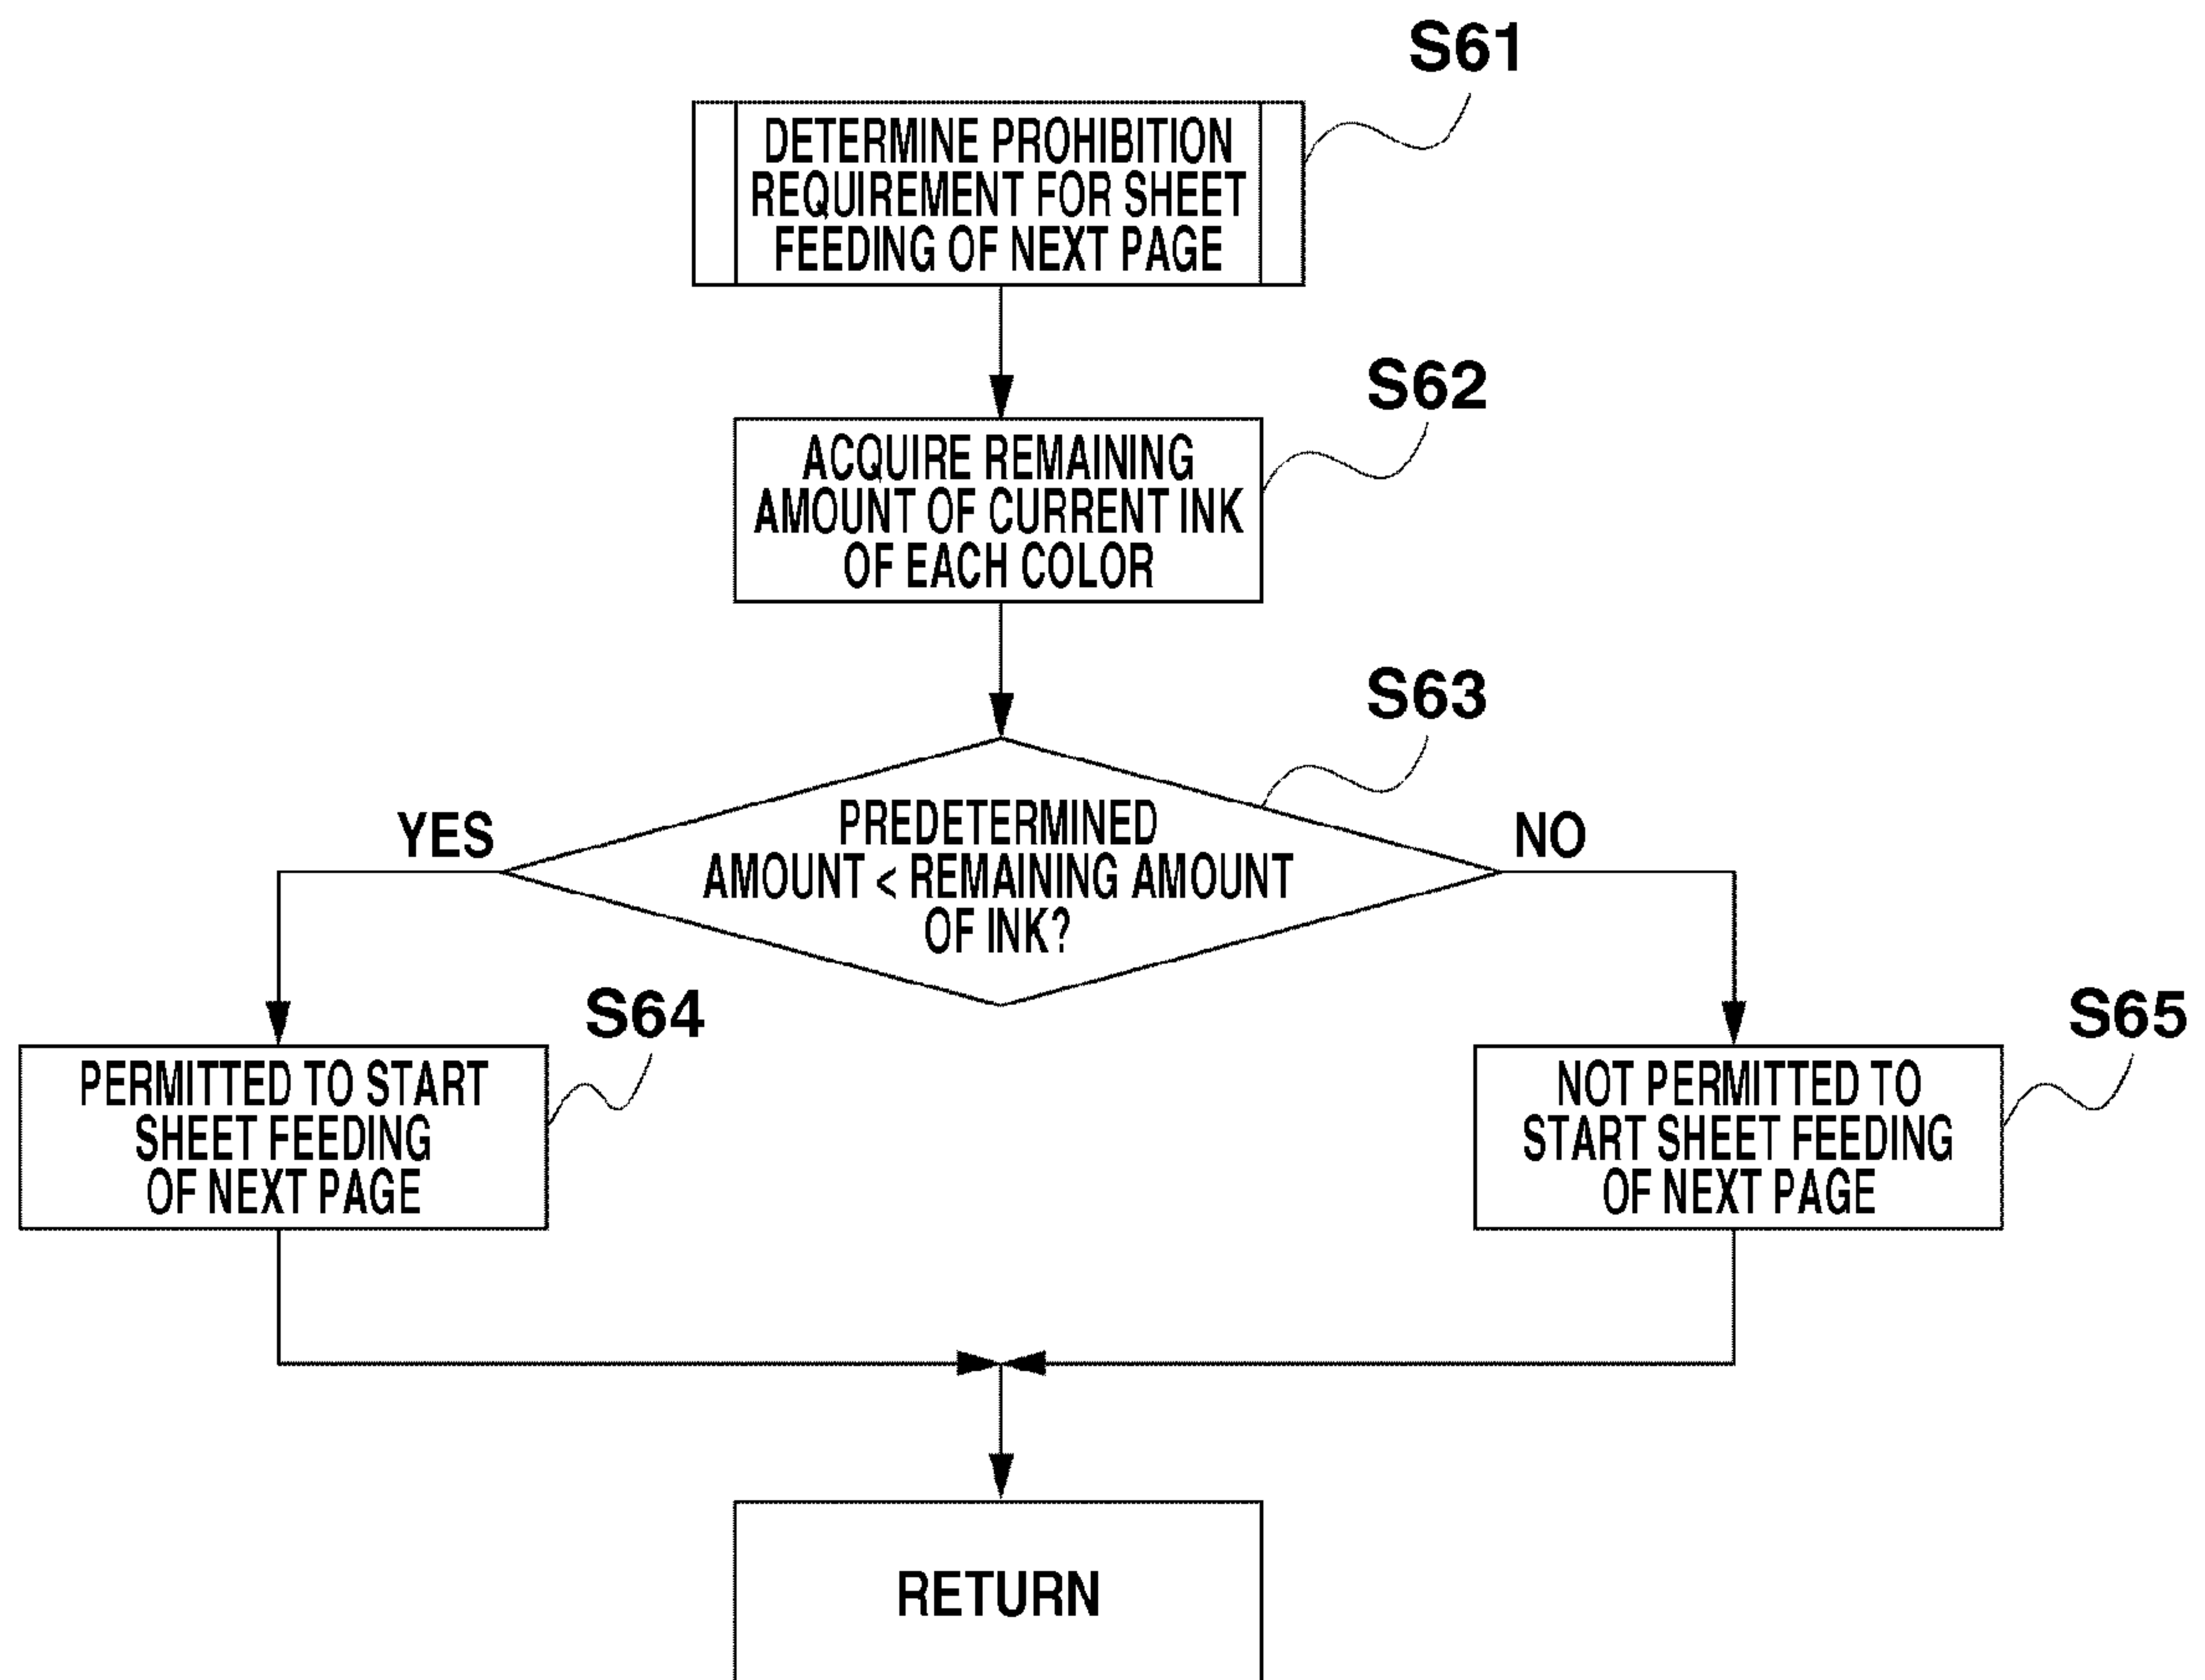 S61
DETERMINE PROHIBITION
REQUIREMENT FOR SHEET
FEEDING OF NEXT PAGE
S62
ACQUIRE REMAINING
AMOUNT OF CURRENT INK
OF EACH COLOR
S63
PREDETERMINED
AMOUNT < REMAINING AMOUNT
OF INK?
YES
NO
S64
PERMITTED TO START
SHEET FEEDING
OF NEXT PAGE
S65
NOT PERMITTED TO
START SHEET FEEDING
OF NEXT PAGE
RETURN